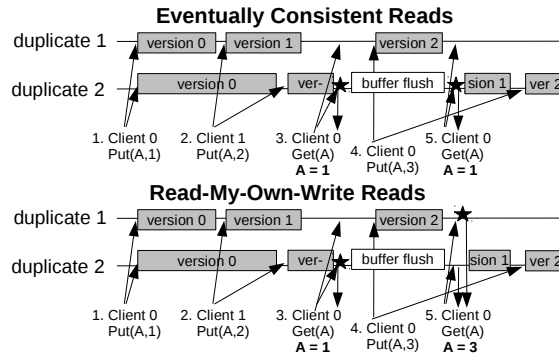 Eventually Consistent Reads
duplicate 1
version 0
version 1
version 2
duplicate 2
version 0
ver-
buffer flush
sion 1
ver 2
1. Client 0
Put(A,1)
2. Client 1
Put(A,2)
3. Client 0
Get(A)
A = 1
4. Client 0
Put(A,3)
5. Client 0
Get(A)
A = 1
Read-My-Own-Write Reads
duplicate 1
version 0
version 1
version 2
duplicate 2
version 0
ver-
buffer flush
sion 1
ver 2
1. Client 0
Put(A,1)
2. Client 1
Put(A,2)
3. Client 0
Get(A)
A = 1
4. Client 0
Put(A,3)
5. Client 0
Get(A)
A = 3